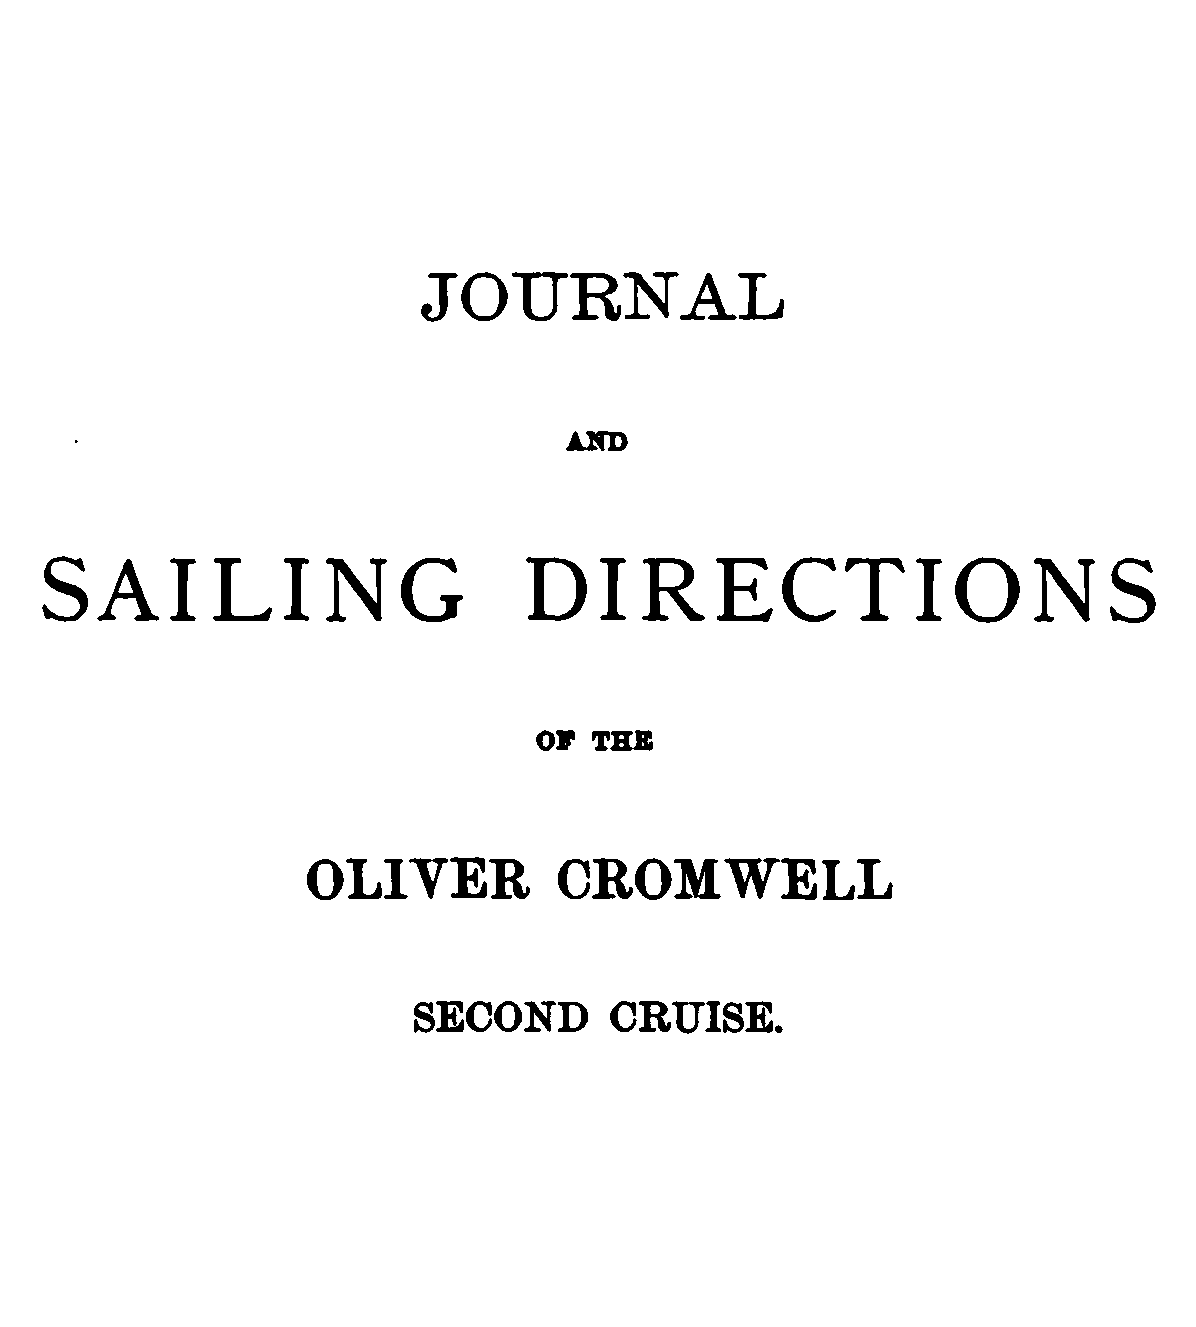 JOURNAL
AND
SAILING DIRECTIONS
OF THE
OLIVER CROMWELL
SECOND CRUISE.